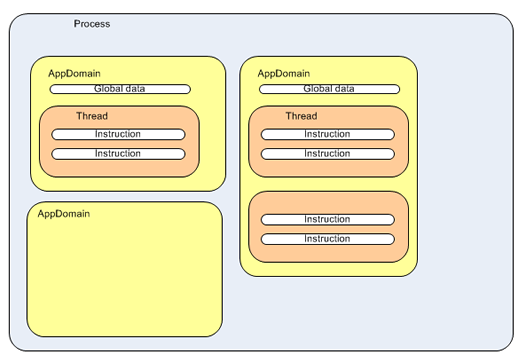 Process
AppDomain
Global data
Thread
Instruction
Instruction
AppDomain
AppDomain
Global data
Thread
Instruction
Instruction
Instruction
Instruction